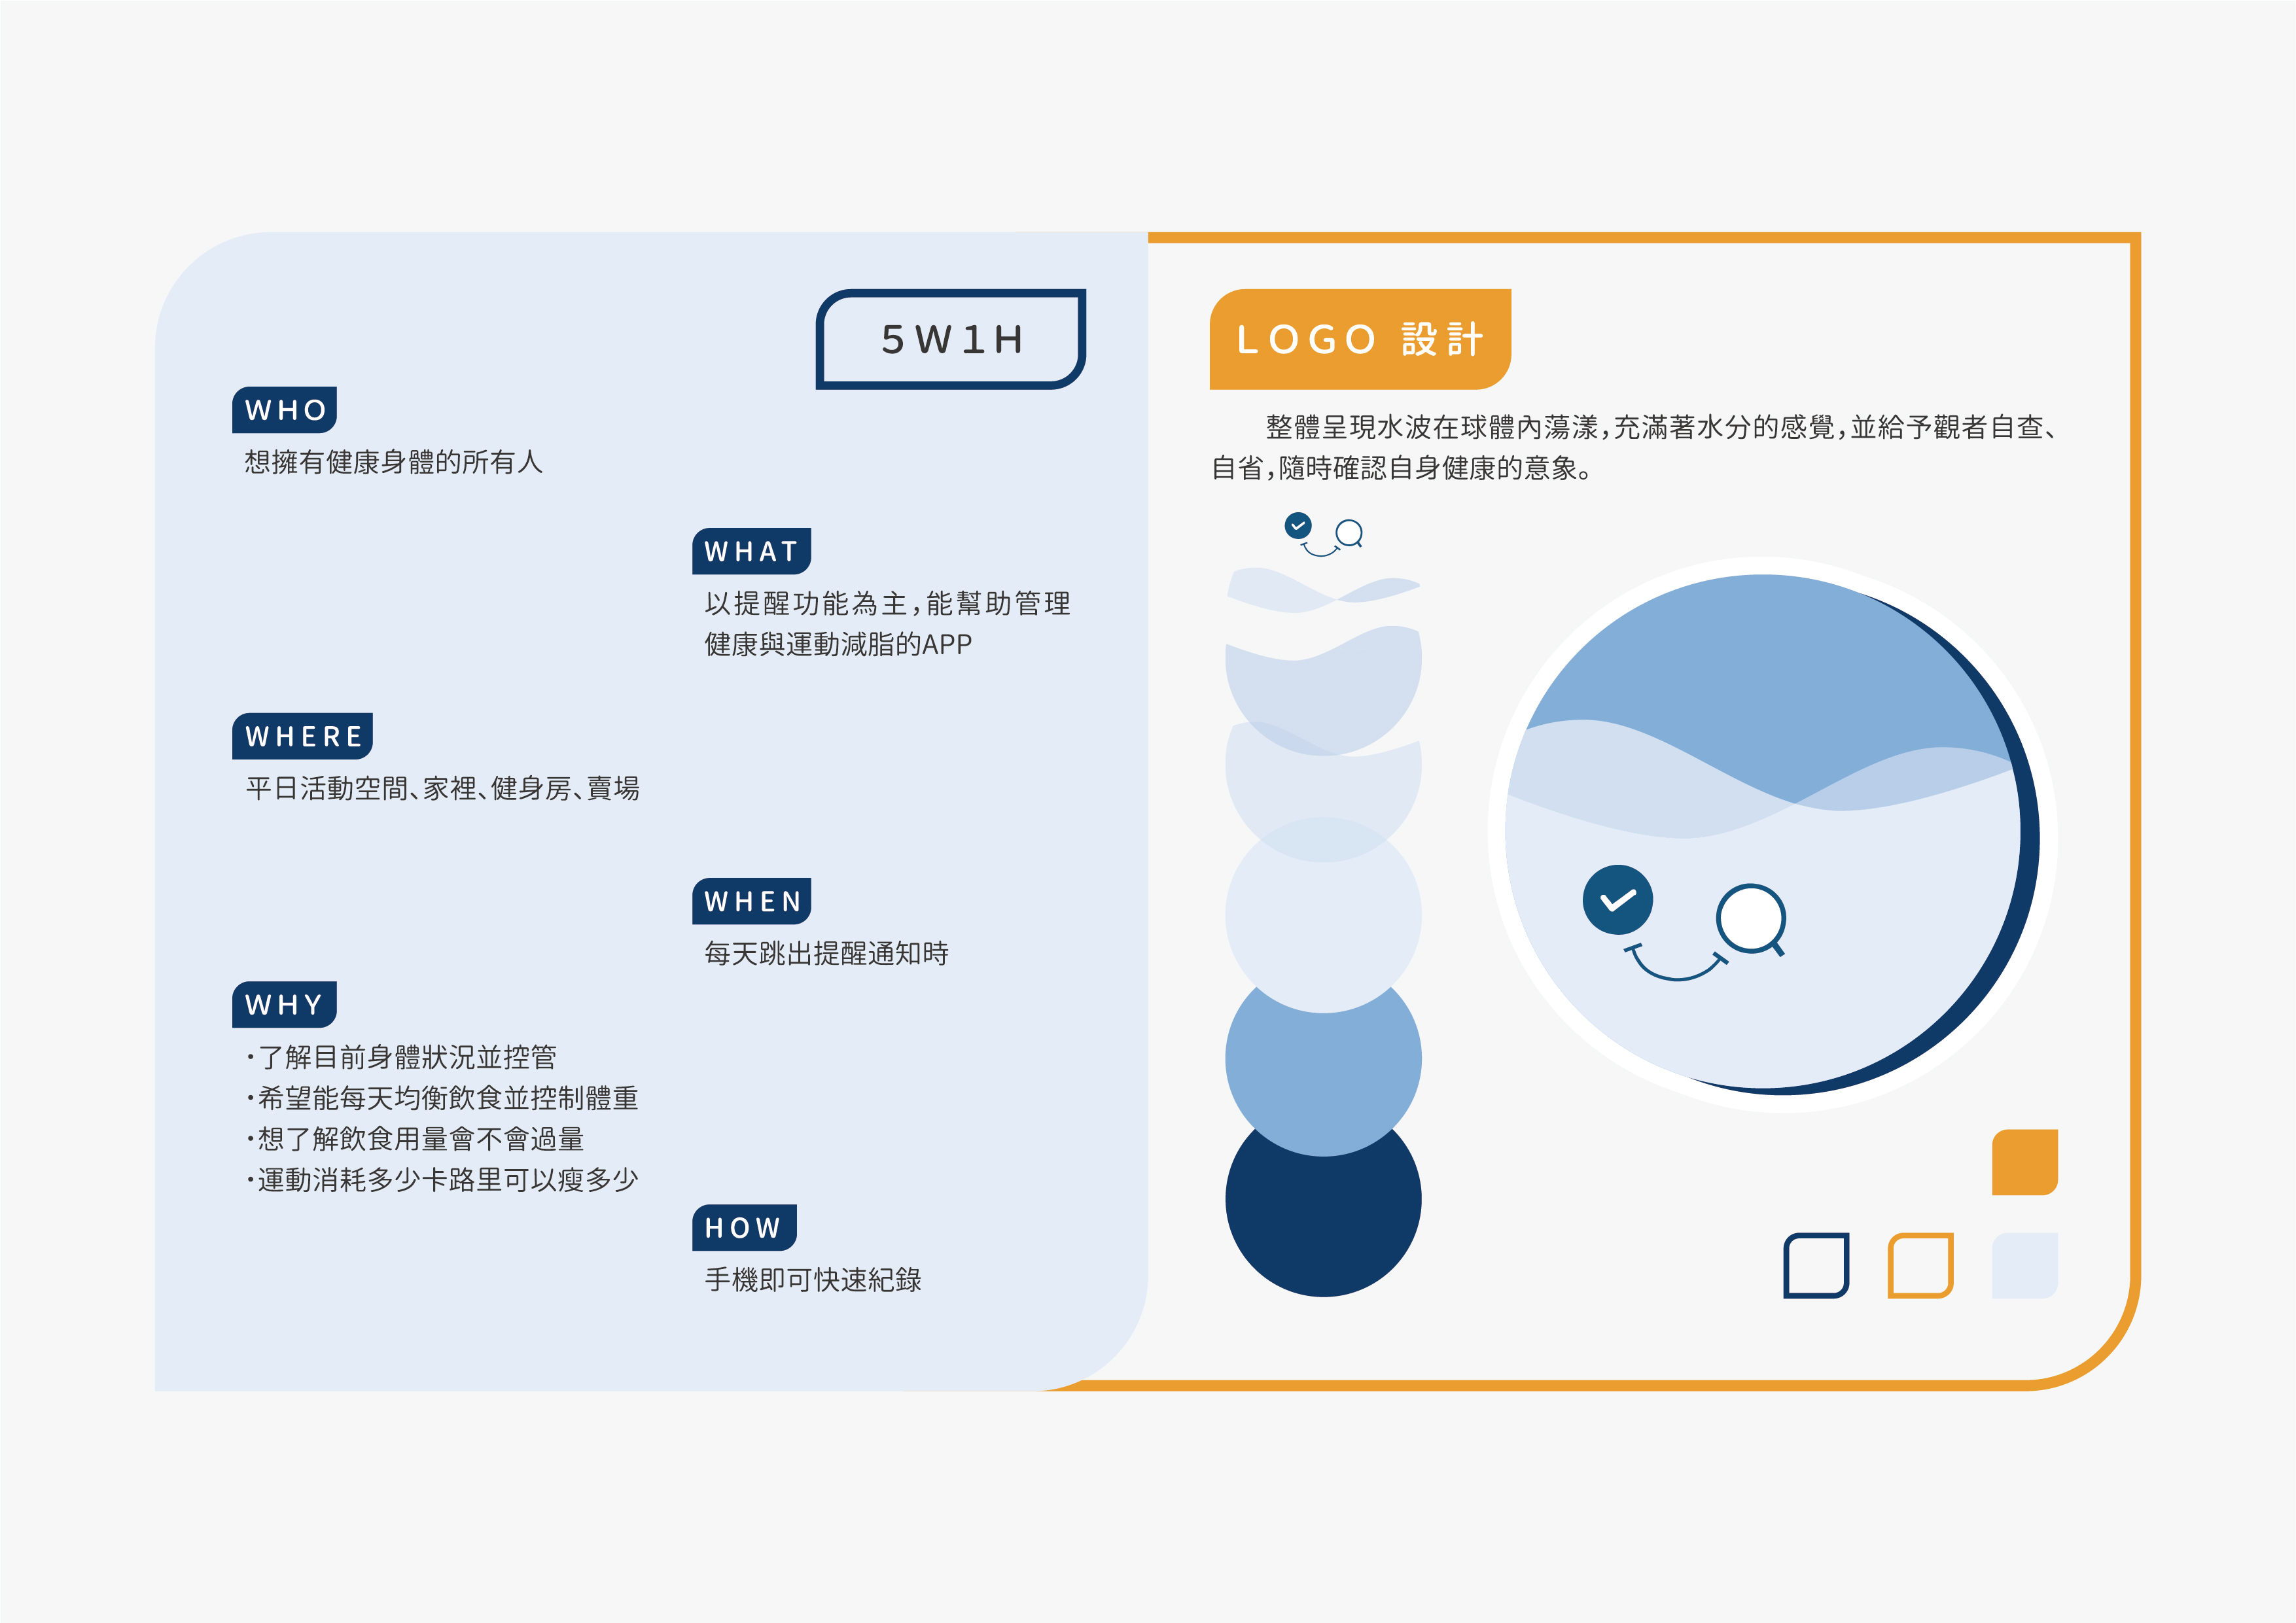 5W1H
WHO
想擁有健康身體的所有人
WHAT
以提醒功能為主，能幫助管理
健康與運動減脂的APP
WHERE
平日活動空間、家裡、健身房、賣場
WHEN
每天跳出提醒通知時
WHY
・了解目前身體狀況並控管
・希望能每天均衡飲食並控制體重
・想了解飲食用量會不會過量
・運動消耗多少卡路里可以瘦多少
HOW
手機即可快速紀錄
LOGO 設計
整體呈現水波在球體內蕩漾，充滿著水分的感覺，並給予觀者自查、
自省，隨時確認自身健康的意象。